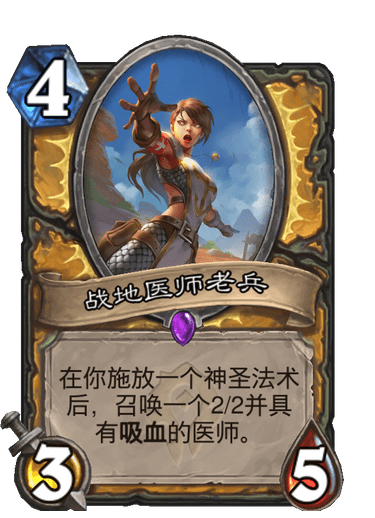 4
战地医师老兵
在你施放一个神圣法术
后，召唤一个2/2并具
有吸血的医师。
3
5